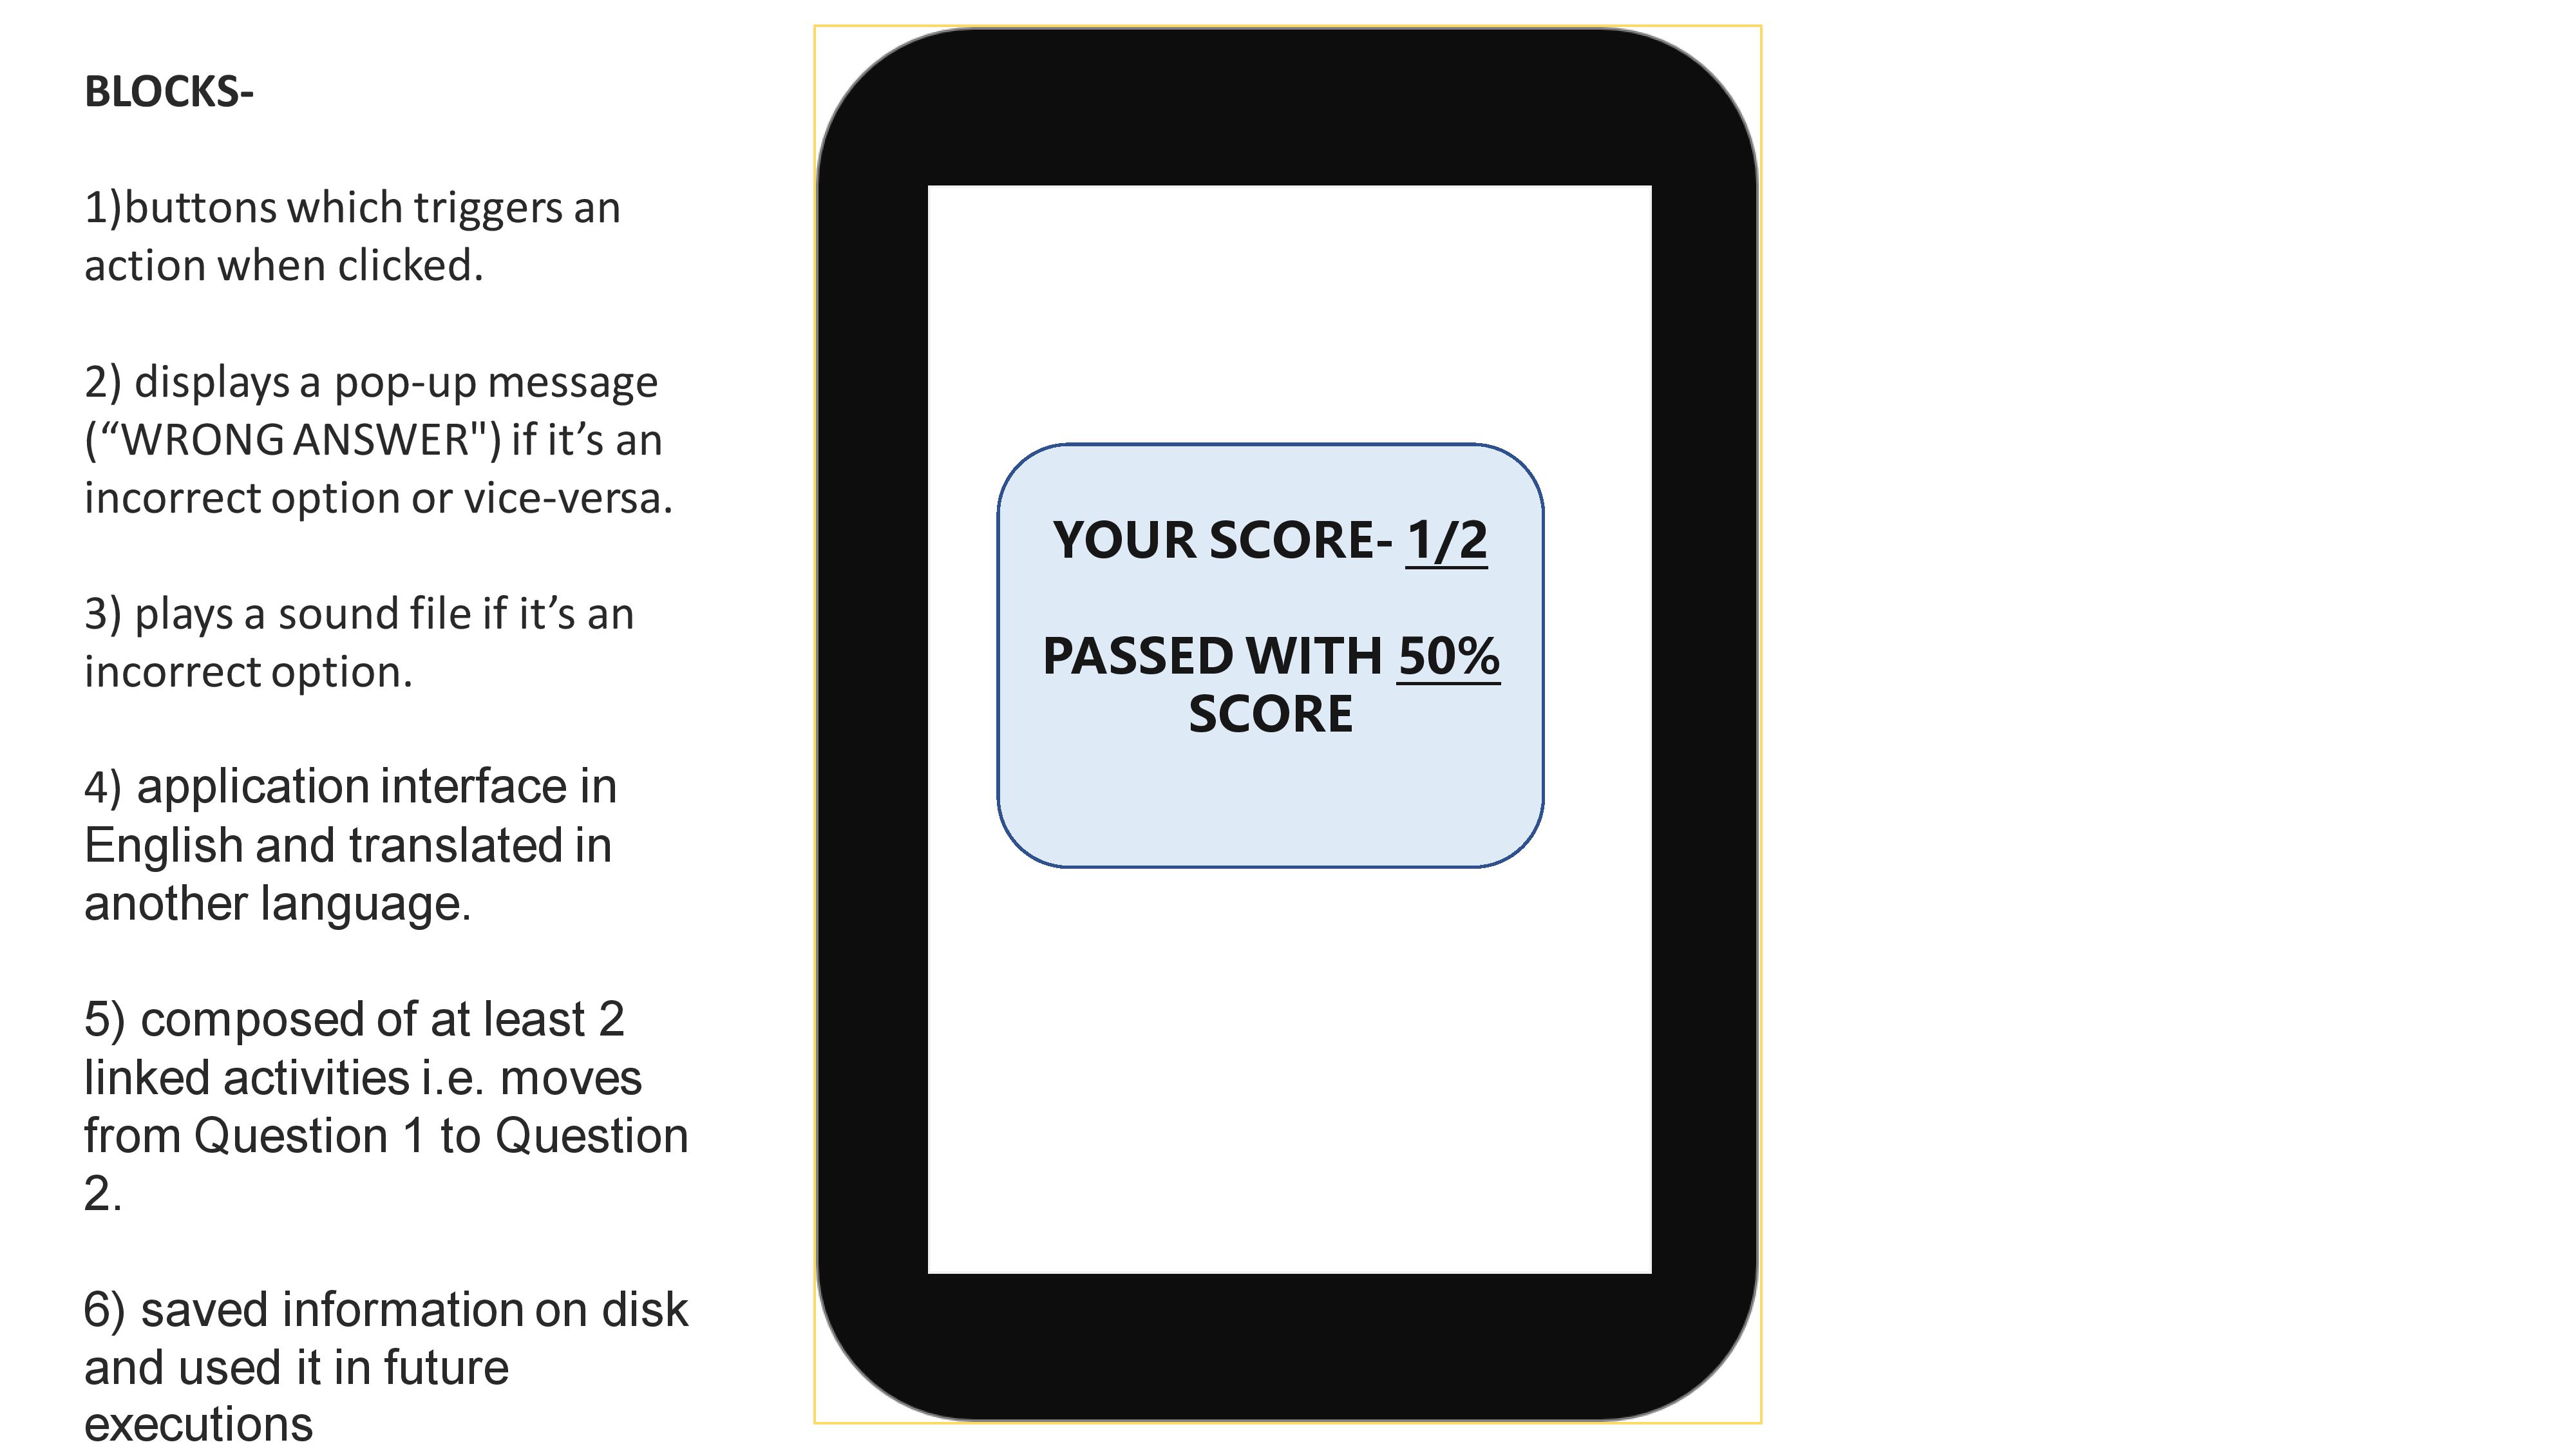 BLOCKS-
1)buttons which triggers an
action when clicked.
2) displays a pop-up message
(“WRONG ANSWER") if it’s an
incorrect option or vice-versa.
3) plays a sound file if it’s an
incorrect option.
4) application interface in
English and translated in
another language.
5) composed of at least 2
linked activities i.e. moves
from Question 1 to Question
2.
6) saved information on disk
and used it in future
executions
YOUR SCORE- 1/2
PASSED WITH 50%
SCORE